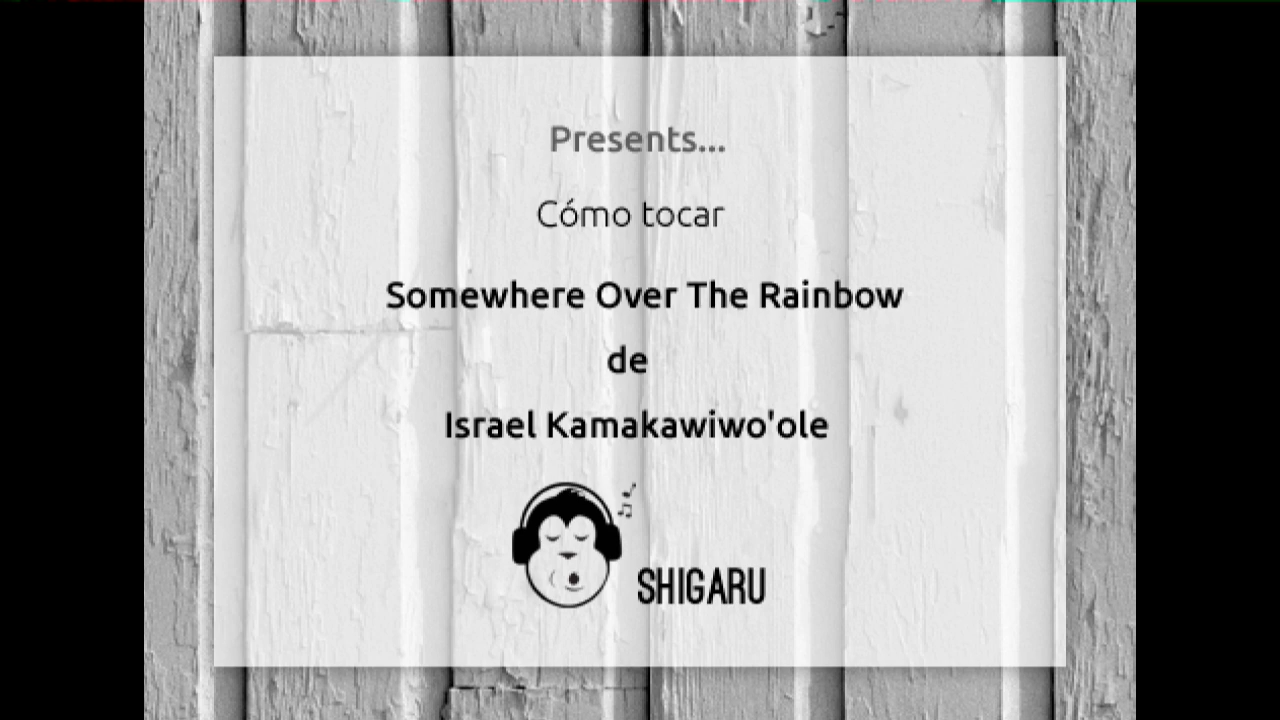 Presents...
Cómo tocar
Somewhere Over The Rainbow
de
Israel Kamakawiwo'ole
SHIGARU